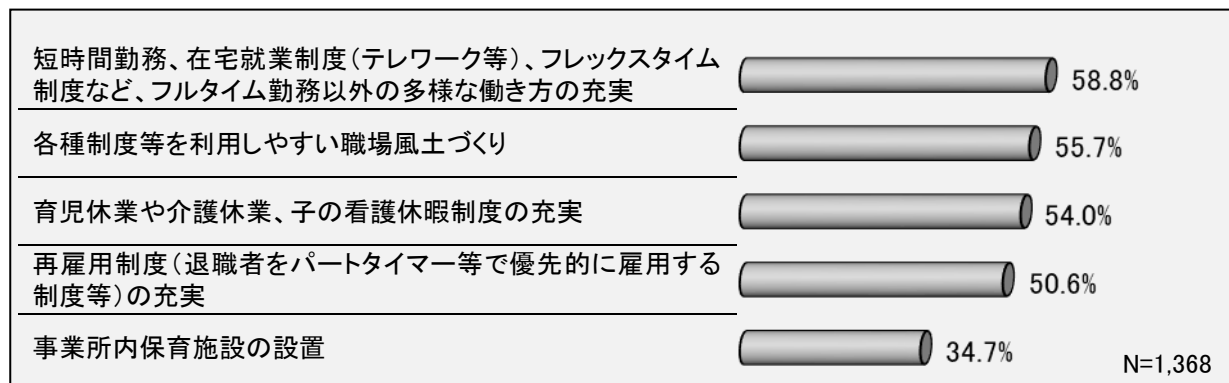 短時間勤務、在宅就業制度（テレワーク等）、フレックスタイム
制度など、フルタイム勤務以外の多様な働き方の充実
58.8%
各種制度等を利用しやすい職場風土づくり
55.7%
育児休業や介護休業、子の看護休暇制度の充実
54.0%
再雇用制度（退職者をパートタイマー等で優先的に雇用する
制度等）の充実
50.6%
事業所内保育施設の設置
34.7%
N=1,368